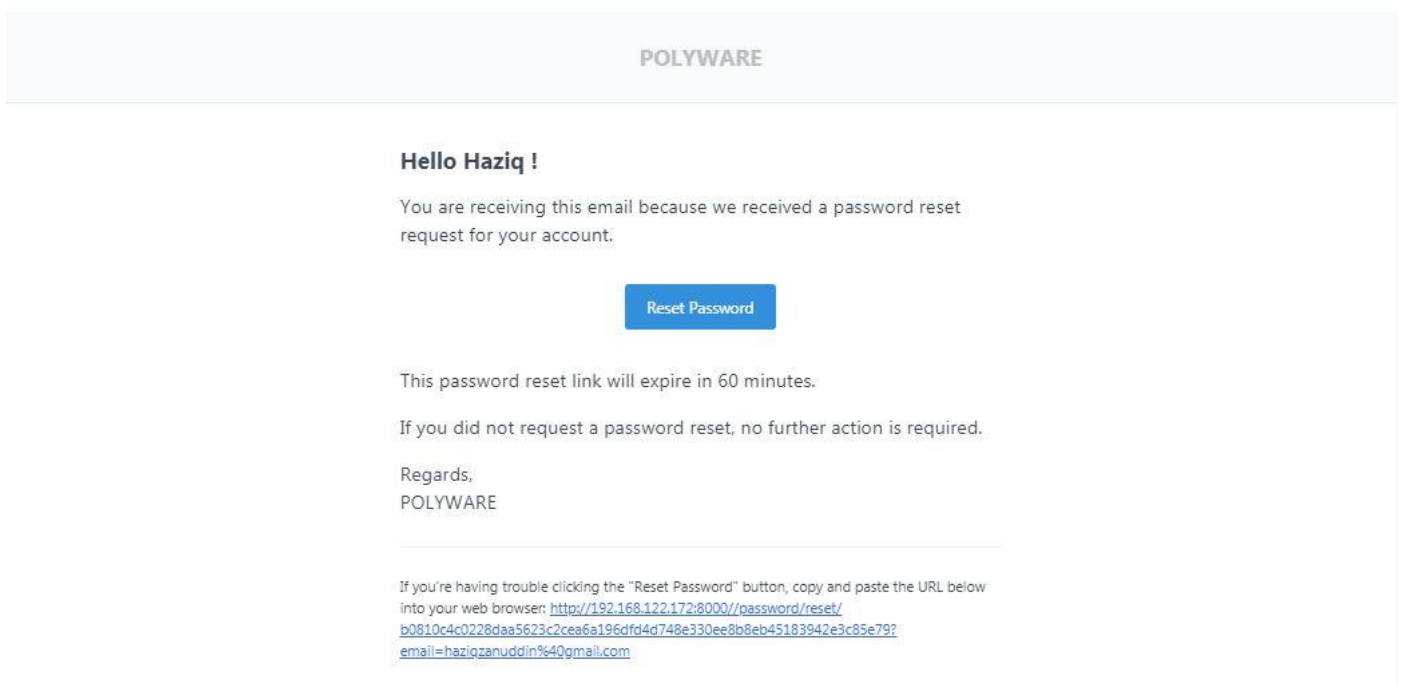 POLYWARE
Hello Haziq !
You are receiving this email because we received a password reset
request for your account.
Reset Password
This password reset link will expire in 60 minutes.
If you did not request a password reset, no further action is required.
Regards,
POLYWARE
If you're having trouble clicking the "Reset Password" button, copy and paste the URL below
into your web browser: http://192.168.122.172:8000//password/reset/
b0810c4c0228daa5623c2cea6a196dfd4d748e330ee8b8eb45183942e3c85e79?
email=haziqzanuddin%40gmail.com